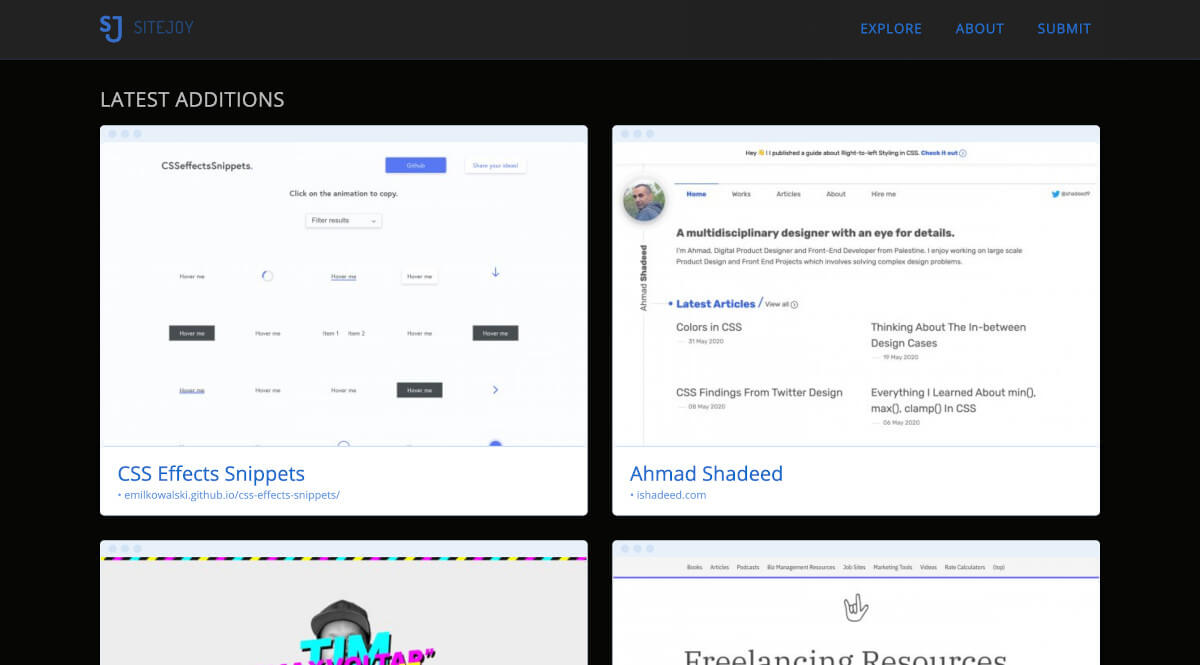 SJ SITEJOY
EXPLORE ABOUT SUBMIT
LATEST ADDITIONS
CSSeffectsSnippets.
Github
Share your ideas!
Click on the animation to copy.
Filter results
Hover me
Hover me
Hover me
Hover me
Hover me
Item 1 Item 2
Hover me
Hover me
Hover me
Hover me
Hover me
Hover me
CSS Effects Snippets
• emilkowalski.github.io/css-effects-snippets/
Hey 👋 ! I published a guide about Right-to-left Styling in CSS. Check it out
Home Works Articles About Hire me
@shadeed9
Ahmad Shadeed
A multidisciplinary designer with an eye for details.
I'm Ahmad, Digital Product Designer and Front-End Developer from Palestine. I enjoy working on large scale
Product Design and Front End Projects which involves solving complex design problems.
Latest Articles / View all
Colors in CSS
31 May 2020
Thinking About The In-between
Design Cases
19 May 2020
CSS Findings From Twitter Design
08 May 2020
Everything I Learned About min(),
max(), clamp() In CSS
06 May 2020
Ahmad Shadeed
• ishadeed.com
TIM
Books Articles Podcasts Biz Management Resources Job Sites Marketing Tools Videos Rate Calculators (top)
Freelancing Resources